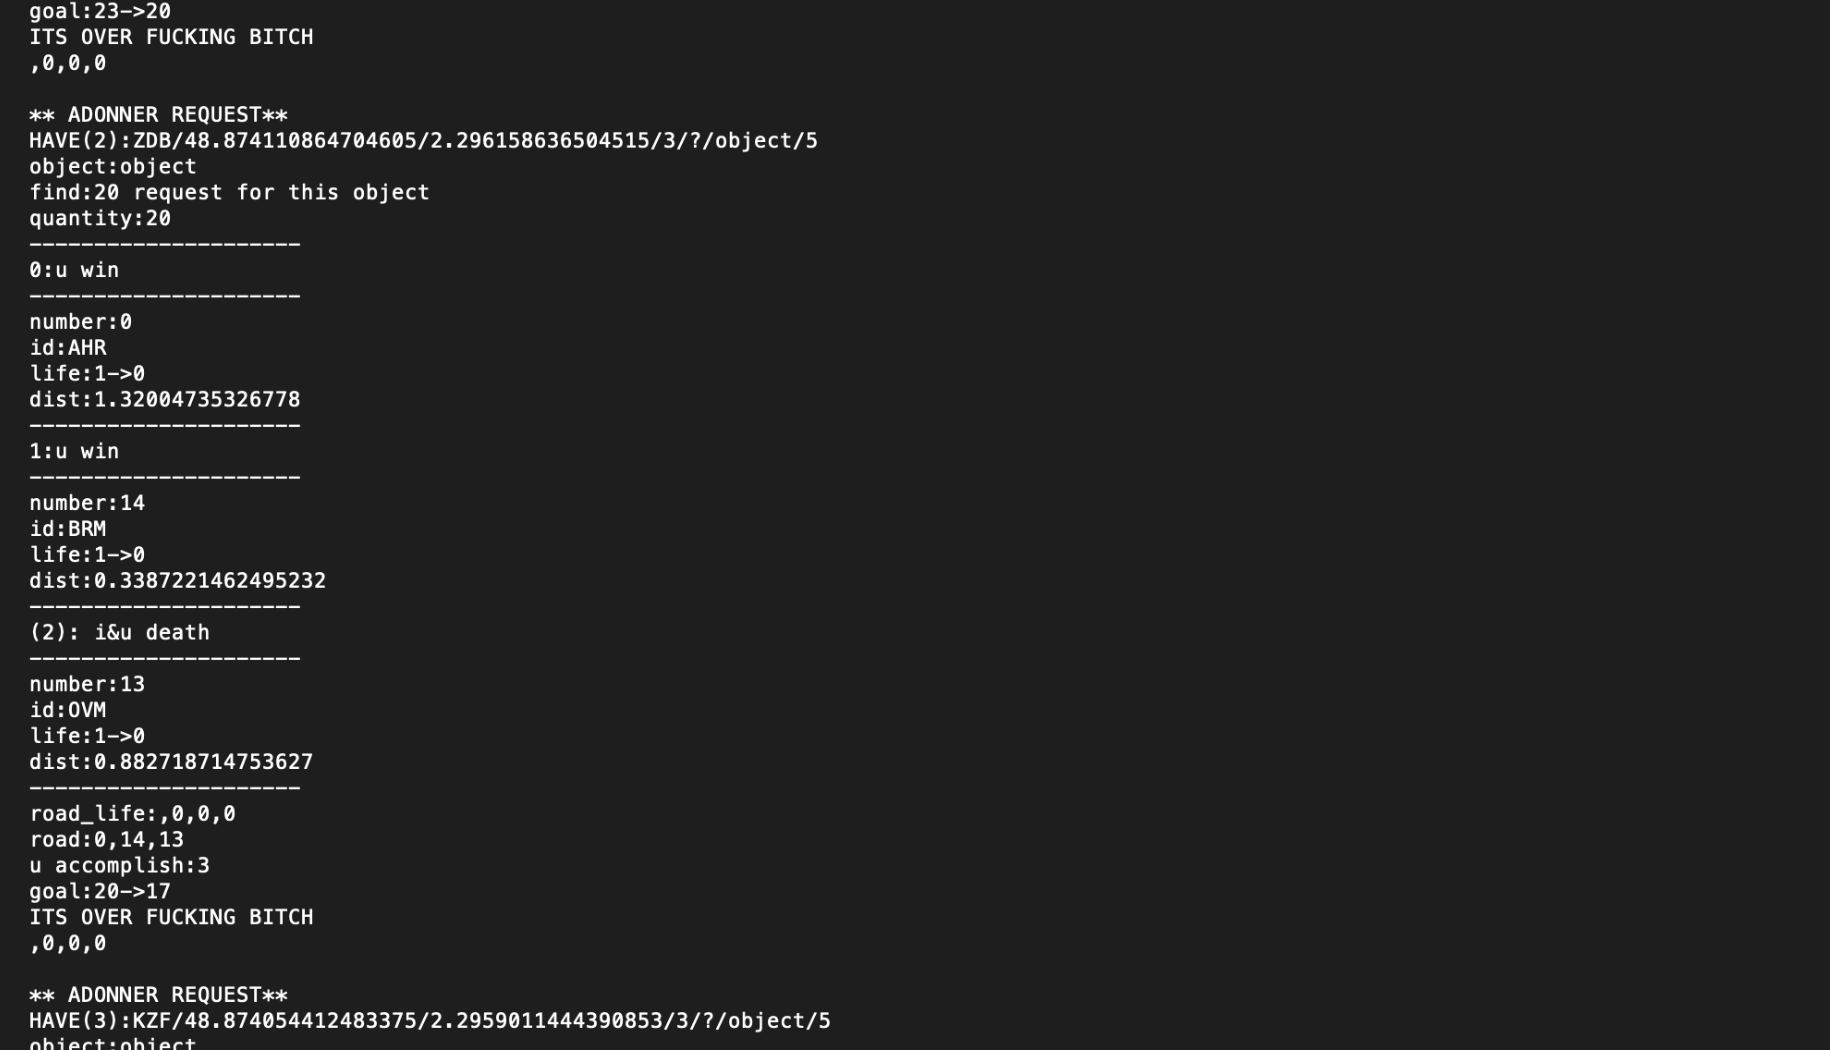 goal:23->20
ITS OVER FUCKING BITCH
,0,0,0
** ADONNER REQUEST**
HAVE(2):ZDB/48.874110864704605/2.296158636504515/3/?/object/5
object:object
find:20 request for this object
quantity:20
---------------------
0:u win
---------------------
number:0
id:AHR
life:1->0
dist:1.32004735326778
---------------------
1:u win
---------------------
number:14
id:BRM
life:1->0
dist:0.3387221462495232
---------------------
(2): i&u death
---------------------
number:13
id:OVM
life:1->0
dist:0.882718714753627
---------------------
road_life:,0,0,0
road:0,14,13
u accomplish:3
goal:20->17
ITS OVER FUCKING BITCH
,0,0,0
** ADONNER REQUEST**
HAVE(3):KZF/48.874054412483375/2.2959011444390853/3/?/object/5
object:object